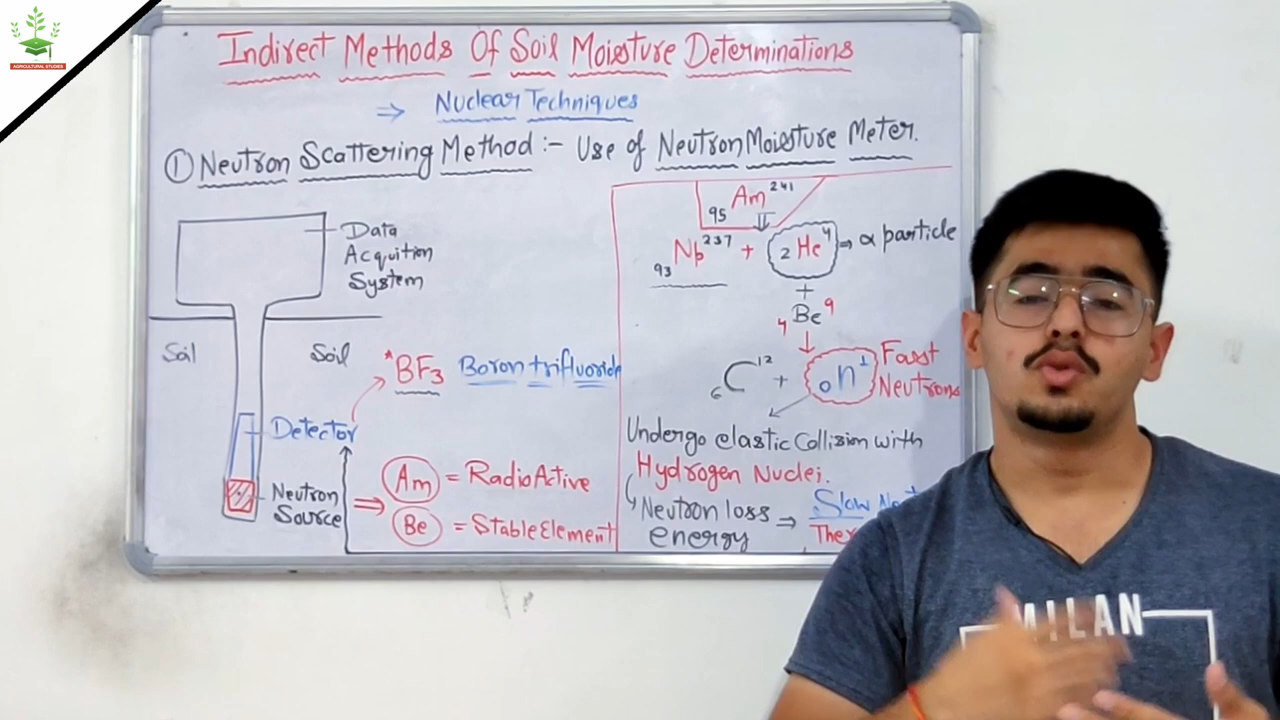 AGRICULTURAL STUDIES
Indirect Methods Of Soil Moisture Determinations
⇒ Nuclear Techniques
① Neutron Scattering Method :- Use of Neutron Moisture Meter.
Data
Acquition
System
Soil
Soil
Detector
Neutron
Source
*BF3 Boron trifluoride
⇒ Am = RadioActive
Be = Stable Element
95 Am 241
⇓
93 Np 237 + 2 He 4 ⇒ α particle
+
4 Be 9
↓
6 C 12 + 0 n 1 Fast
Neutrons
Undergo elastic Collision with
Hydrogen Nuclei.
Neutron loss ⇒ Slow
energy
MILAN